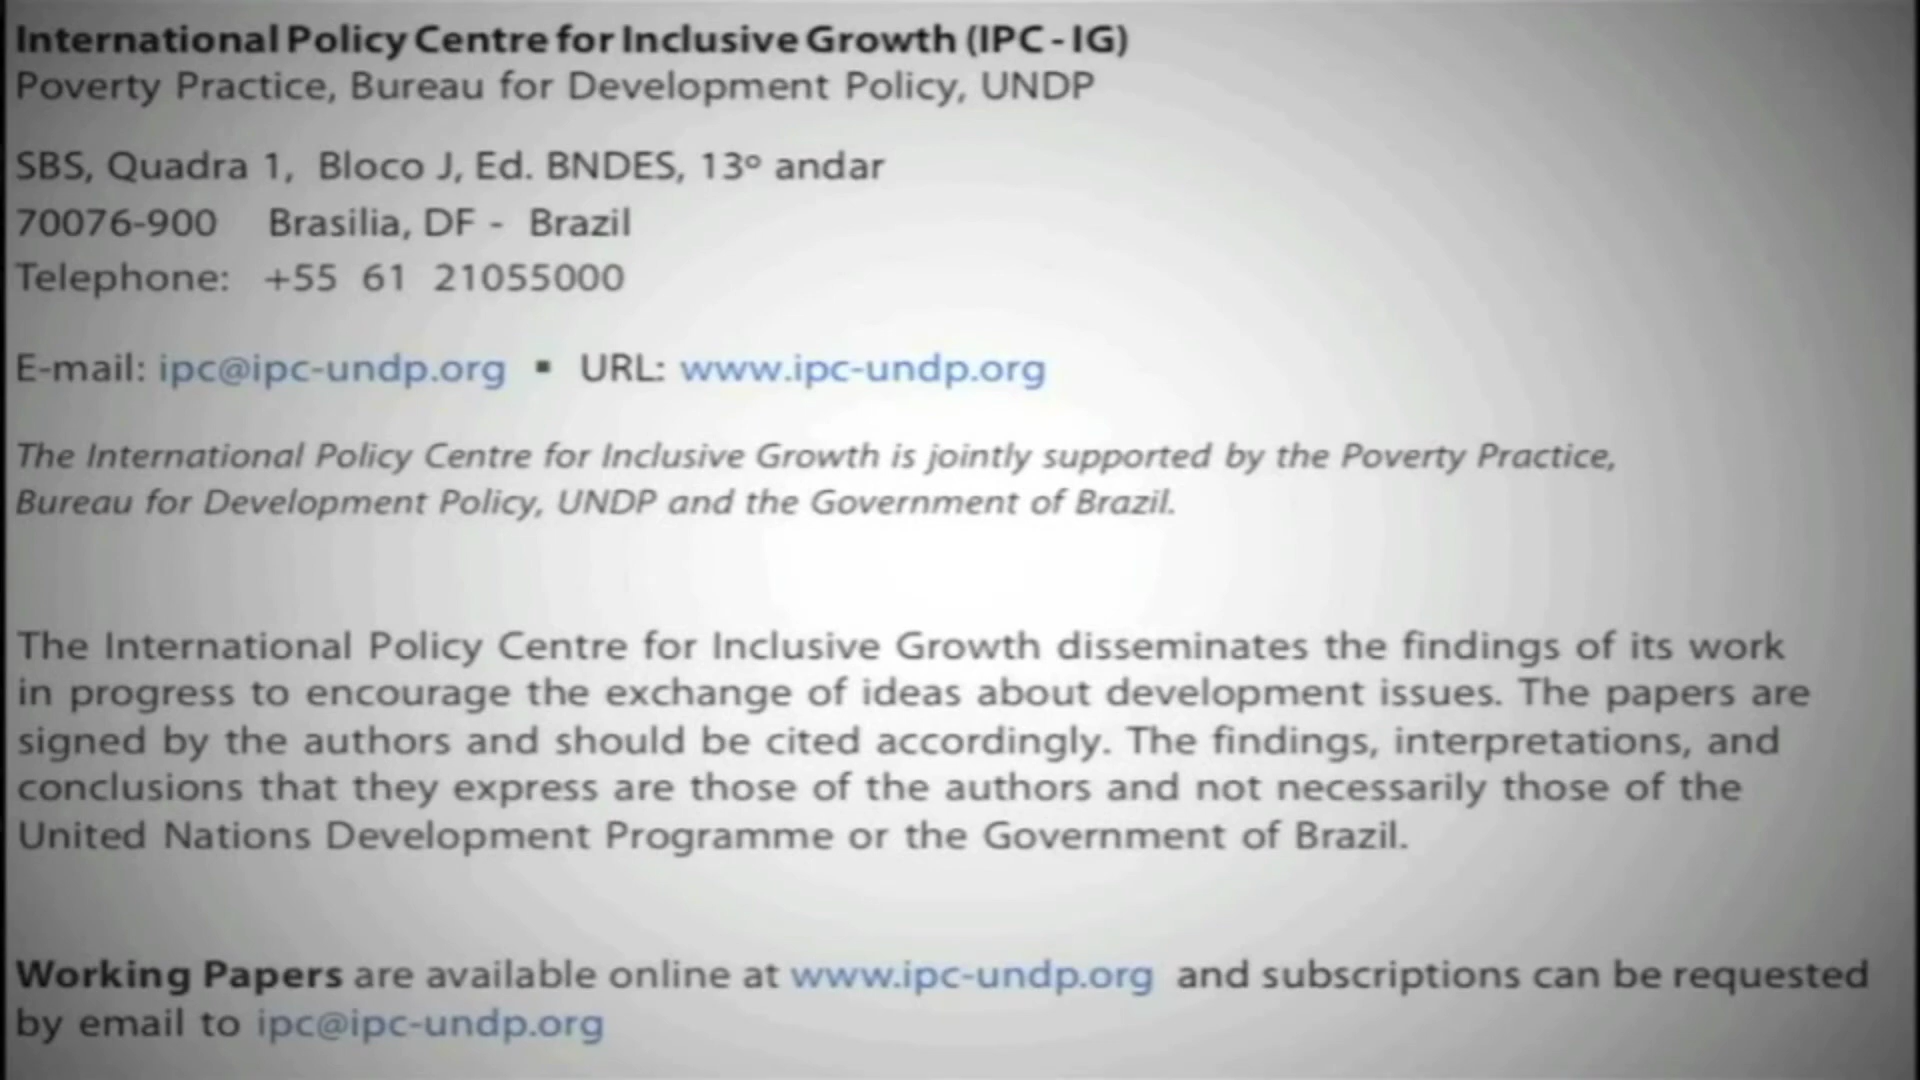 International Policy Centre for Inclusive Growth (IPC - IG)
Poverty Practice, Bureau for Development Policy, UNDP
SBS, Quadra 1, Bloco J, Ed. BNDES, 13º andar
70076-900 Brasilia, DF - Brazil
Telephone: +55 61 21055000
E-mail: ipc@ipc-undp.org ▪ URL: www.ipc-undp.org
The International Policy Centre for Inclusive Growth is jointly supported by the Poverty Practice,
Bureau for Development Policy, UNDP and the Government of Brazil.
The International Policy Centre for Inclusive Growth disseminates the findings of its work
in progress to encourage the exchange of ideas about development issues. The papers are
signed by the authors and should be cited accordingly. The findings, interpretations, and
conclusions that they express are those of the authors and not necessarily those of the
United Nations Development Programme or the Government of Brazil.
Working Papers are available online at www.ipc-undp.org and subscriptions can be requested
by email to ipc@ipc-undp.org